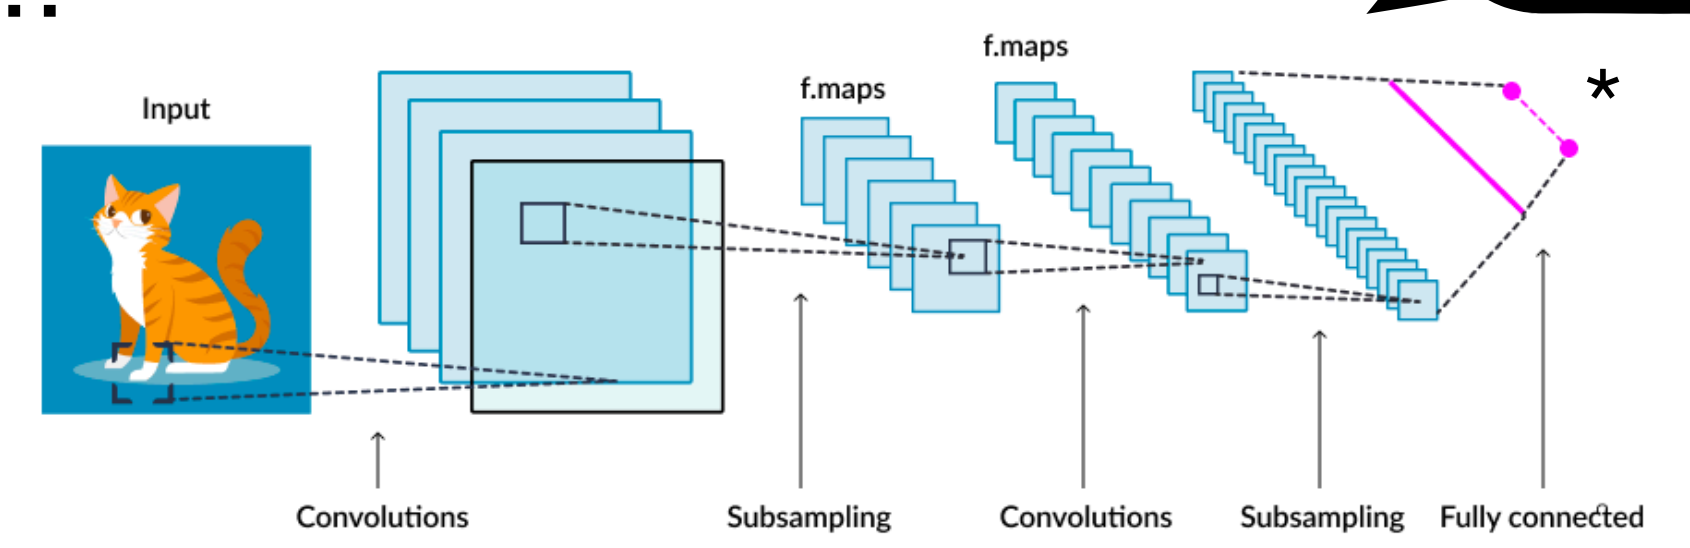 f.maps
f.maps
Input
*
Convolutions
Subsampling
Convolutions
Subsampling
Fully connected